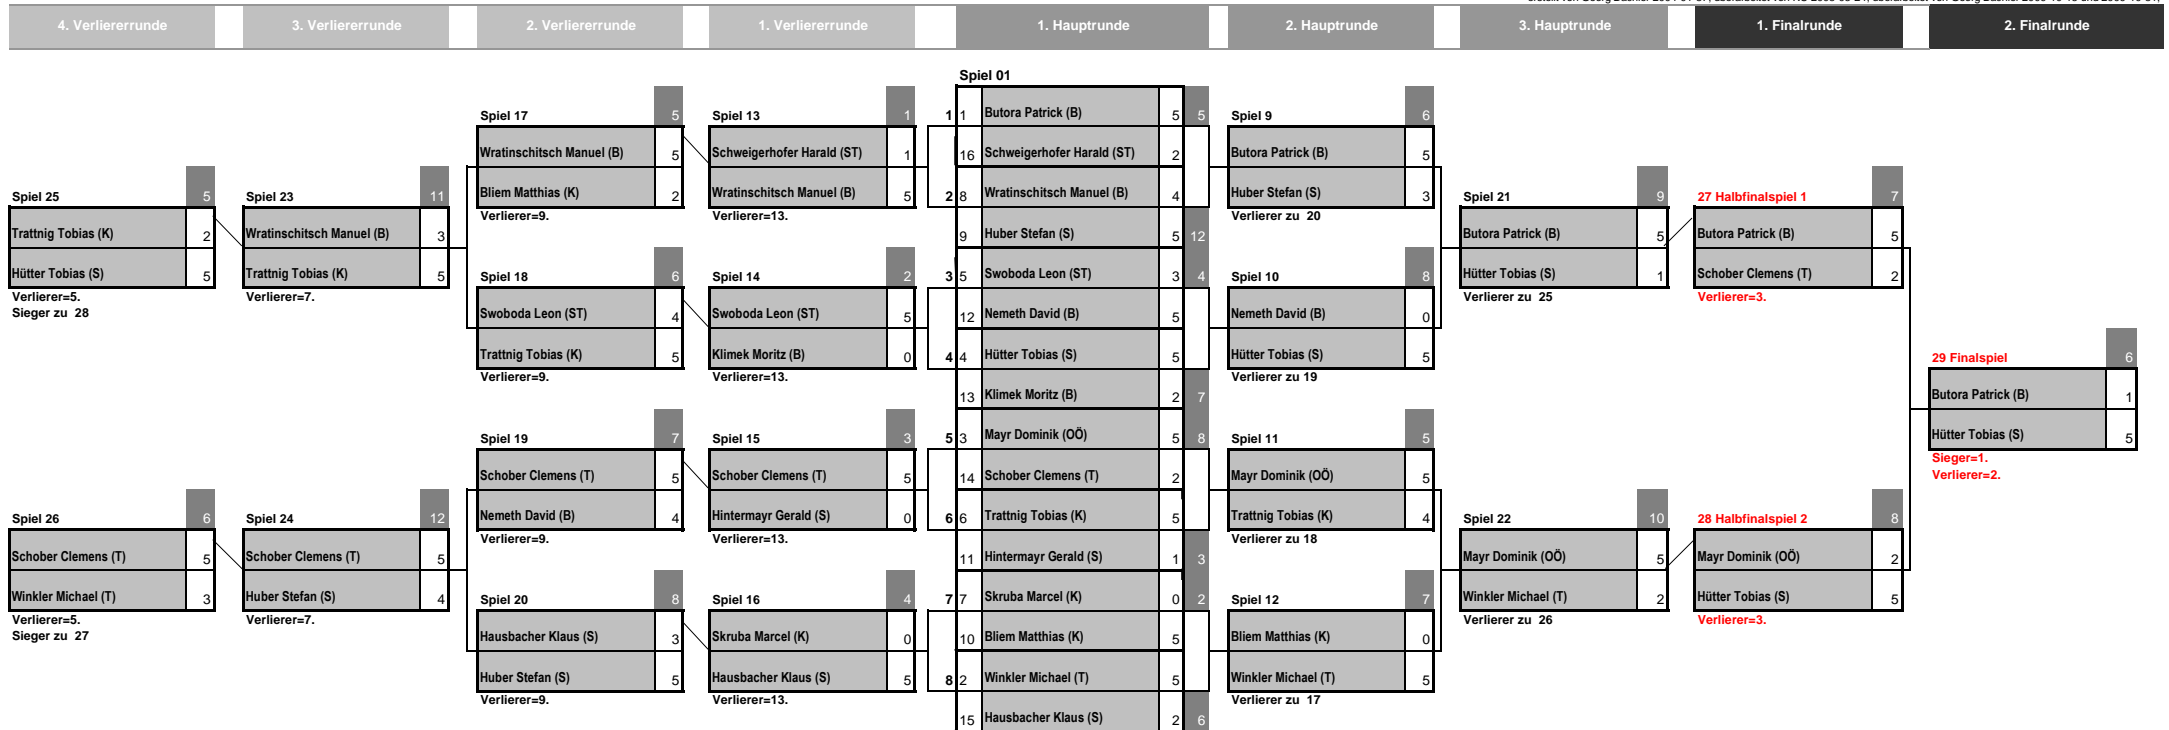 4. Verliererrunde 3. Verliererrunde 2. Verliererrunde 1. Verliererrunde 1. Hauptrunde 2. Hauptrunde 3. Hauptrunde 1. Finalrunde 2. Finalrunde
Spiel 01
Spiel 17 5 Spiel 13 1 1 1 Butora Patrick (B) 5 5 Spiel 9 6
Wratinschitsch Manuel (B) 5 Schweigerhofer Harald (ST) 1 16 Schweigerhofer Harald (ST) 2 Butora Patrick (B) 5
Spiel 25 5 Spiel 23 11 Bliem Matthias (K) 2 Wratinschitsch Manuel (B) 5 2 8 Wratinschitsch Manuel (B) 4 Huber Stefan (S) 3 Spiel 21 9 27 Halbfinalspiel 1 7
Verlierer=9. Verlierer=13. Verlierer zu 20
Trattnig Tobias (K) 2 Wratinschitsch Manuel (B) 3 9 Huber Stefan (S) 5 12 Butora Patrick (B) 5 Butora Patrick (B) 5
Hütter Tobias (S) 5 Trattnig Tobias (K) 5 Spiel 18 6 Spiel 14 2 3 5 Swoboda Leon (ST) 3 4 Spiel 10 8 Hütter Tobias (S) 1 Schober Clemens (T) 2
Verlierer=5. Verlierer=7. Verlierer zu 25 Verlierer=3.
Sieger zu 28 Swoboda Leon (ST) 4 Swoboda Leon (ST) 5 12 Nemeth David (B) 5 Nemeth David (B) 0
Trattnig Tobias (K) 5 Klimek Moritz (B) 0 4 4 Hütter Tobias (S) 5 Hütter Tobias (S) 5 29 Finalspiel 6
Verlierer=9. Verlierer=13. Verlierer zu 19
13 Klimek Moritz (B) 2 7 Butora Patrick (B) 1
Spiel 19 7 Spiel 15 3 5 3 Mayr Dominik (OÖ) 5 8 Spiel 11 5 Hütter Tobias (S) 5
Sieger=1.
Schober Clemens (T) 5 Schober Clemens (T) 5 14 Schober Clemens (T) 2 Mayr Dominik (OÖ) 5 Verlierer=2.
Spiel 26 6 Spiel 24 12 Nemeth David (B) 4 Hintermayr Gerald (S) 0 6 6 Trattnig Tobias (K) 5 Trattnig Tobias (K) 4 Spiel 22 10 28 Halbfinalspiel 2 8
Verlierer=9. Verlierer=13. Verlierer zu 18
Schober Clemens (T) 5 Schober Clemens (T) 5 11 Hintermayr Gerald (S) 1 3 Mayr Dominik (OÖ) 5 Mayr Dominik (OÖ) 2
Winkler Michael (T) 3 Huber Stefan (S) 4 Spiel 20 8 Spiel 16 4 7 7 Skruba Marcel (K) 0 2 Spiel 12 7 Winkler Michael (T) 2 Hütter Tobias (S) 5
Verlierer=5. Verlierer=7. Verlierer zu 26 Verlierer=3.
Sieger zu 27 Hausbacher Klaus (S) 3 Skruba Marcel (K) 0 10 Bliem Matthias (K) 5 Bliem Matthias (K) 0
Huber Stefan (S) 5 Hausbacher Klaus (S) 5 8 2 Winkler Michael (T) 5 Winkler Michael (T) 5
Verlierer=9. Verlierer=13. Verlierer zu 17
15 Hausbacher Klaus (S) 2 6